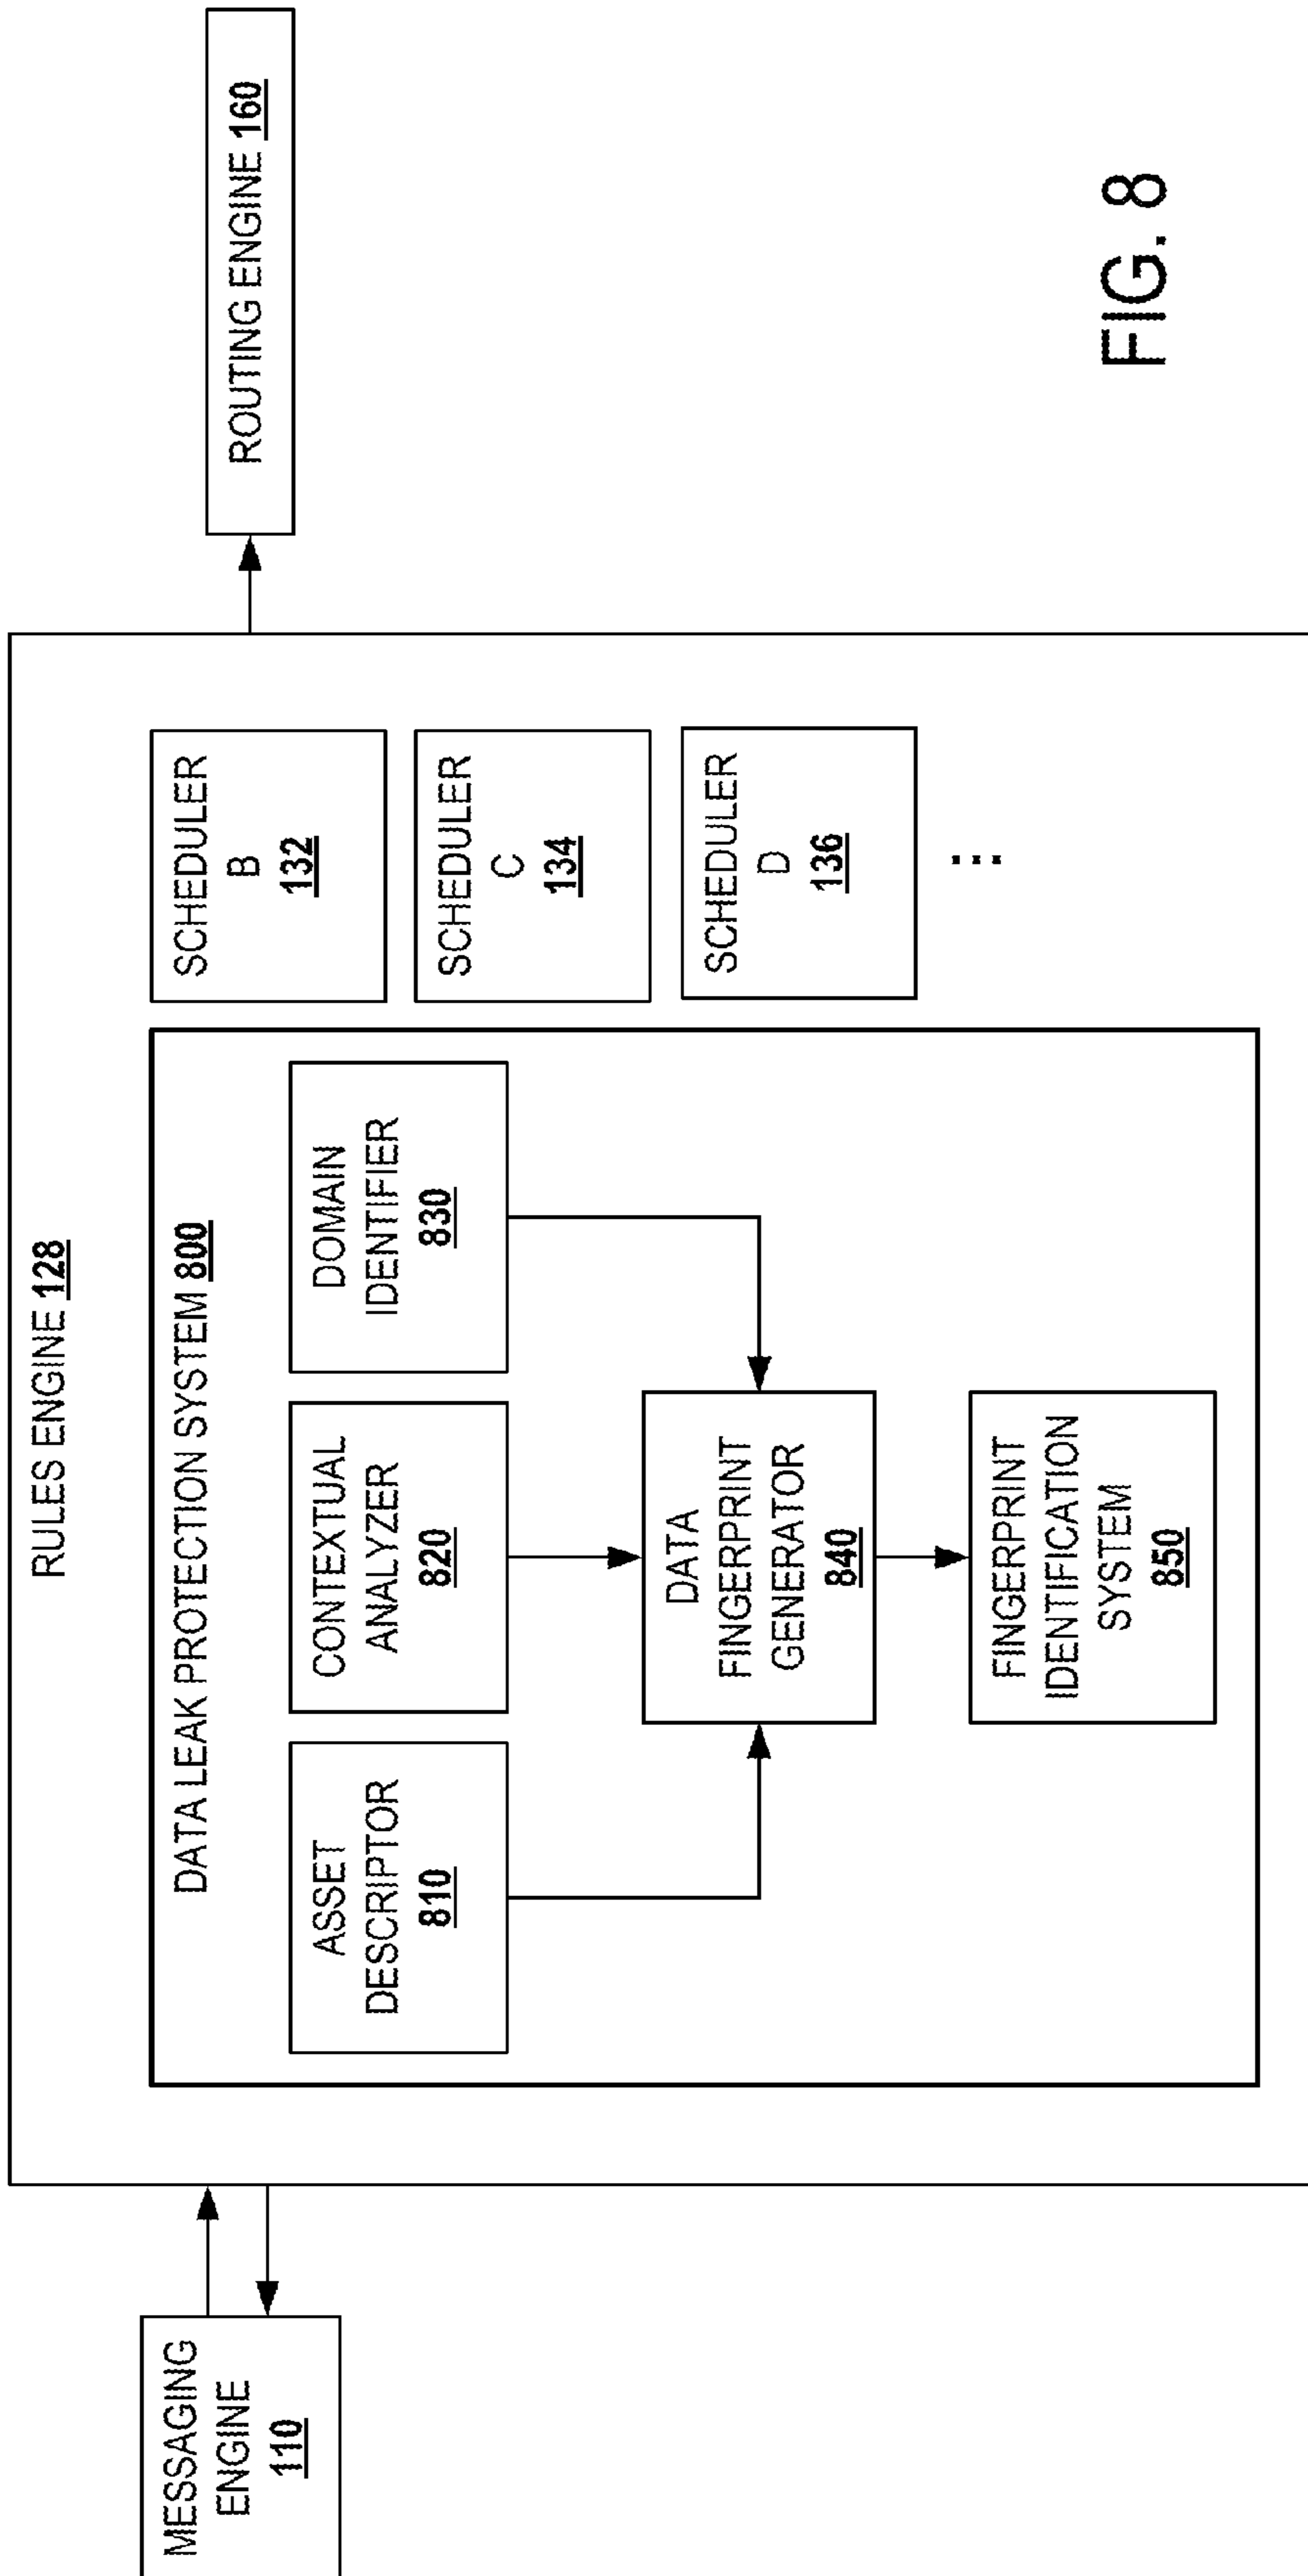 RULES ENGINE 128
MESSAGING
ENGINE
110
DATA LEAK PROTECTION SYSTEM 800
ASSET
DESCRIPTOR
810
CONTEXTUAL
ANALYZER
820
DOMAIN
IDENTIFIER
830
DATA
FINGERPRINT
GENERATOR
840
FINGERPRINT
IDENTIFICATION
SYSTEM
850
SCHEDULER
B
132
SCHEDULER
C
134
SCHEDULER
D
136
...
ROUTING ENGINE 160
FIG. 8